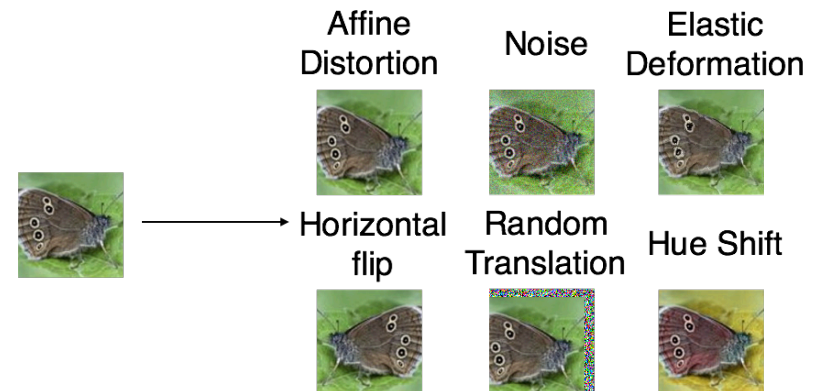 Affine
Distortion
Noise
Elastic
Deformation
Horizontal
flip
Random
Translation
Hue Shift